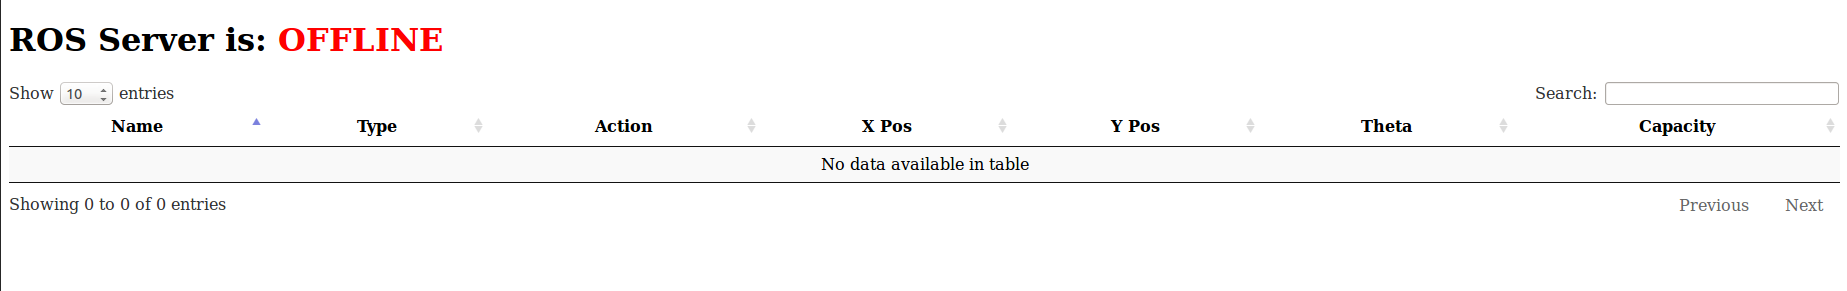 ROS Server is: OFFLINE
Show 10 entries Search:
Name Type Action X Pos Y Pos Theta Capacity
No data available in table
Showing 0 to 0 of 0 entries Previous Next